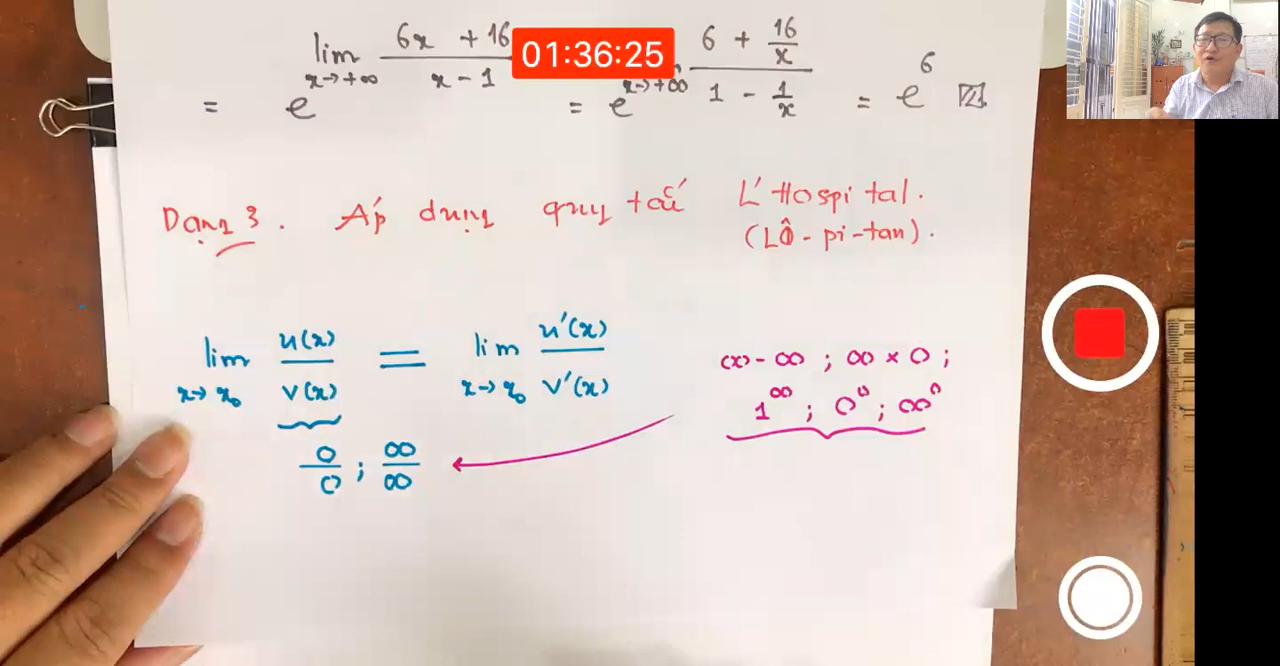 lim x→+∞ 6x + 16 / x - 1
01:36:25
x→+∞ 6 + 16/x / 1 - 1/x
= e = e = e^6
Dạng 3. Áp dụng quy tắc L'Hospital.
(Lô-pi-tan).
lim x→x₀ u(x)/v(x) = lim x→x₀ u'(x)/v'(x)
∞ - ∞ ; ∞ × 0 ;
1^∞ ; 0^0 ; ∞^0
0/0 ; ∞/∞